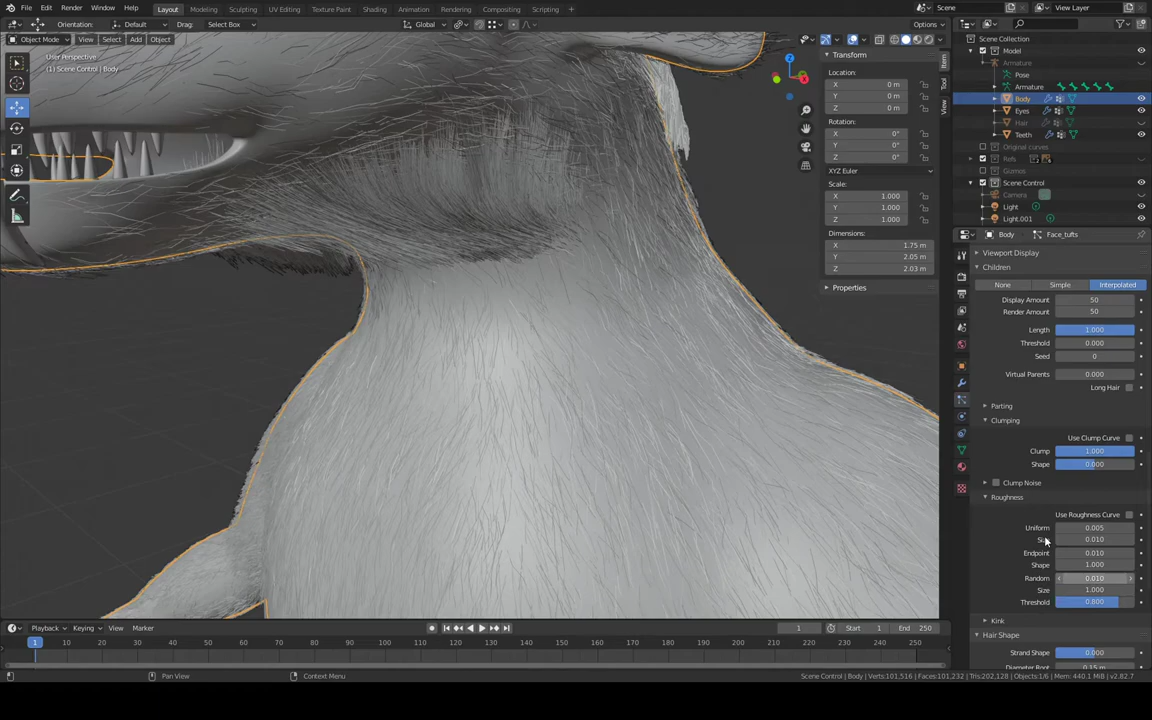 File Edit Render Window Help Layout Modeling Sculpting UV Editing Texture Paint Shading Animation Rendering Compositing Scripting Scene View Layer
Orientation: Default Drag: Select Box Global Options
Object Mode View Select Add Object
User Perspective
(1) Scene Control | Body
Transform
Location:
X 0 m
Y 0 m
Z 0 m
Rotation:
X 0°
Y 0°
Z 0°
XYZ Euler
Scale:
X 1.000
Y 1.000
Z 1.000
Dimensions:
X 1.75 m
Y 2.05 m
Z 2.03 m
Properties
Item
Tool
View
Scene Collection
Model
Armature
Pose
Armature
Body
Eyes
Hair
Teeth
Original curves
Refs
Gizmos
Scene Control
Camera
Light
Light.001
Body Face_tufts
Viewport Display
Children
None Simple Interpolated
Display Amount 50
Render Amount 50
Length 1.000
Threshold 0.000
Seed 0
Virtual Parents 0.000
Long Hair
Parting
Clumping
Use Clump Curve
Clump 1.000
Shape 0.000
Clump Noise
Roughness
Use Roughness Curve
Uniform 0.005
0.010
Endpoint 0.010
Shape 1.000
Random 0.010
Size 1.000
Threshold 0.800
Kink
Hair Shape
Strand Shape 0.000
Diameter Root 0.15 m
Playback Keying View Marker 1 Start 1 End 250
1 10 20 30 40 50 60 70 80 90 100 110 120 130 140 150 160 170 180 190 200 210 220 230 240 250
Pan View Context Menu Scene Control | Body | Verts:101,516 | Faces:101,232 | Tris:202,128 | Objects:1/6 | Mem: 440.1 MiB | v2.82.7